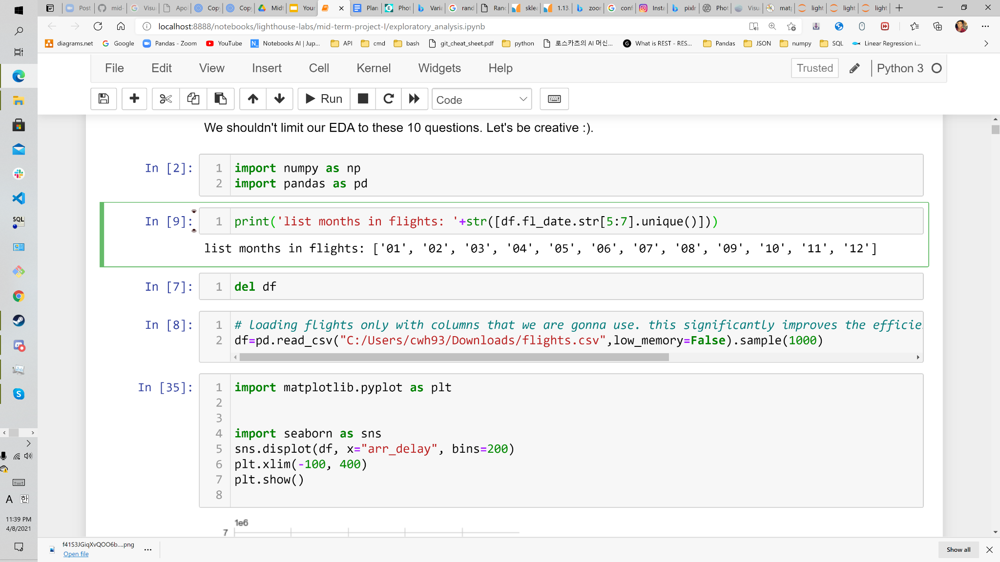 Post
mid-
Visu
Apol
Copy
Copy
Midt
Your
Plan
Phot
Varia
rand
Ranc
sklea
1.13.
zoor
conf
Insta
pixlr
Phot
Visu
matp
light
light
light
localhost:8888/notebooks/lighthouse-labs/mid-term-project-I/exploratory_analysis.ipynb
diagrams.net
Google
Pandas - Zoom
YouTube
Notebooks AI | Jup...
API
cmd
bash
git_cheat_sheet.pdf
python
로스카츠의 AI 머신...
What is REST - RES...
Pandas
JSON
numpy
SQL
Linear Regression i...
File Edit View Insert Cell Kernel Widgets Help
Trusted
Python 3
Run
Code
We shouldn't limit our EDA to these 10 questions. Let's be creative :).
In [2]:
1 import numpy as np
2 import pandas as pd
In [9]:
1 print('list months in flights: '+str([df.fl_date.str[5:7].unique()]))
list months in flights: ['01', '02', '03', '04', '05', '06', '07', '08', '09', '10', '11', '12']
In [7]:
1 del df
In [8]:
1 # loading flights only with columns that we are gonna use. this significantly improves the efficie
2 df=pd.read_csv("C:/Users/cwh93/Downloads/flights.csv",low_memory=False).sample(1000)
In [35]:
1 import matplotlib.pyplot as plt
2
3
4 import seaborn as sns
5 sns.displot(df, x="arr_delay", bins=200)
6 plt.xlim(-100, 400)
7 plt.show()
8
1e6
7
SQL
A 한
11:39 PM
4/8/2021
f41S3JGiqXvQOO6b....png
Open file
Show all